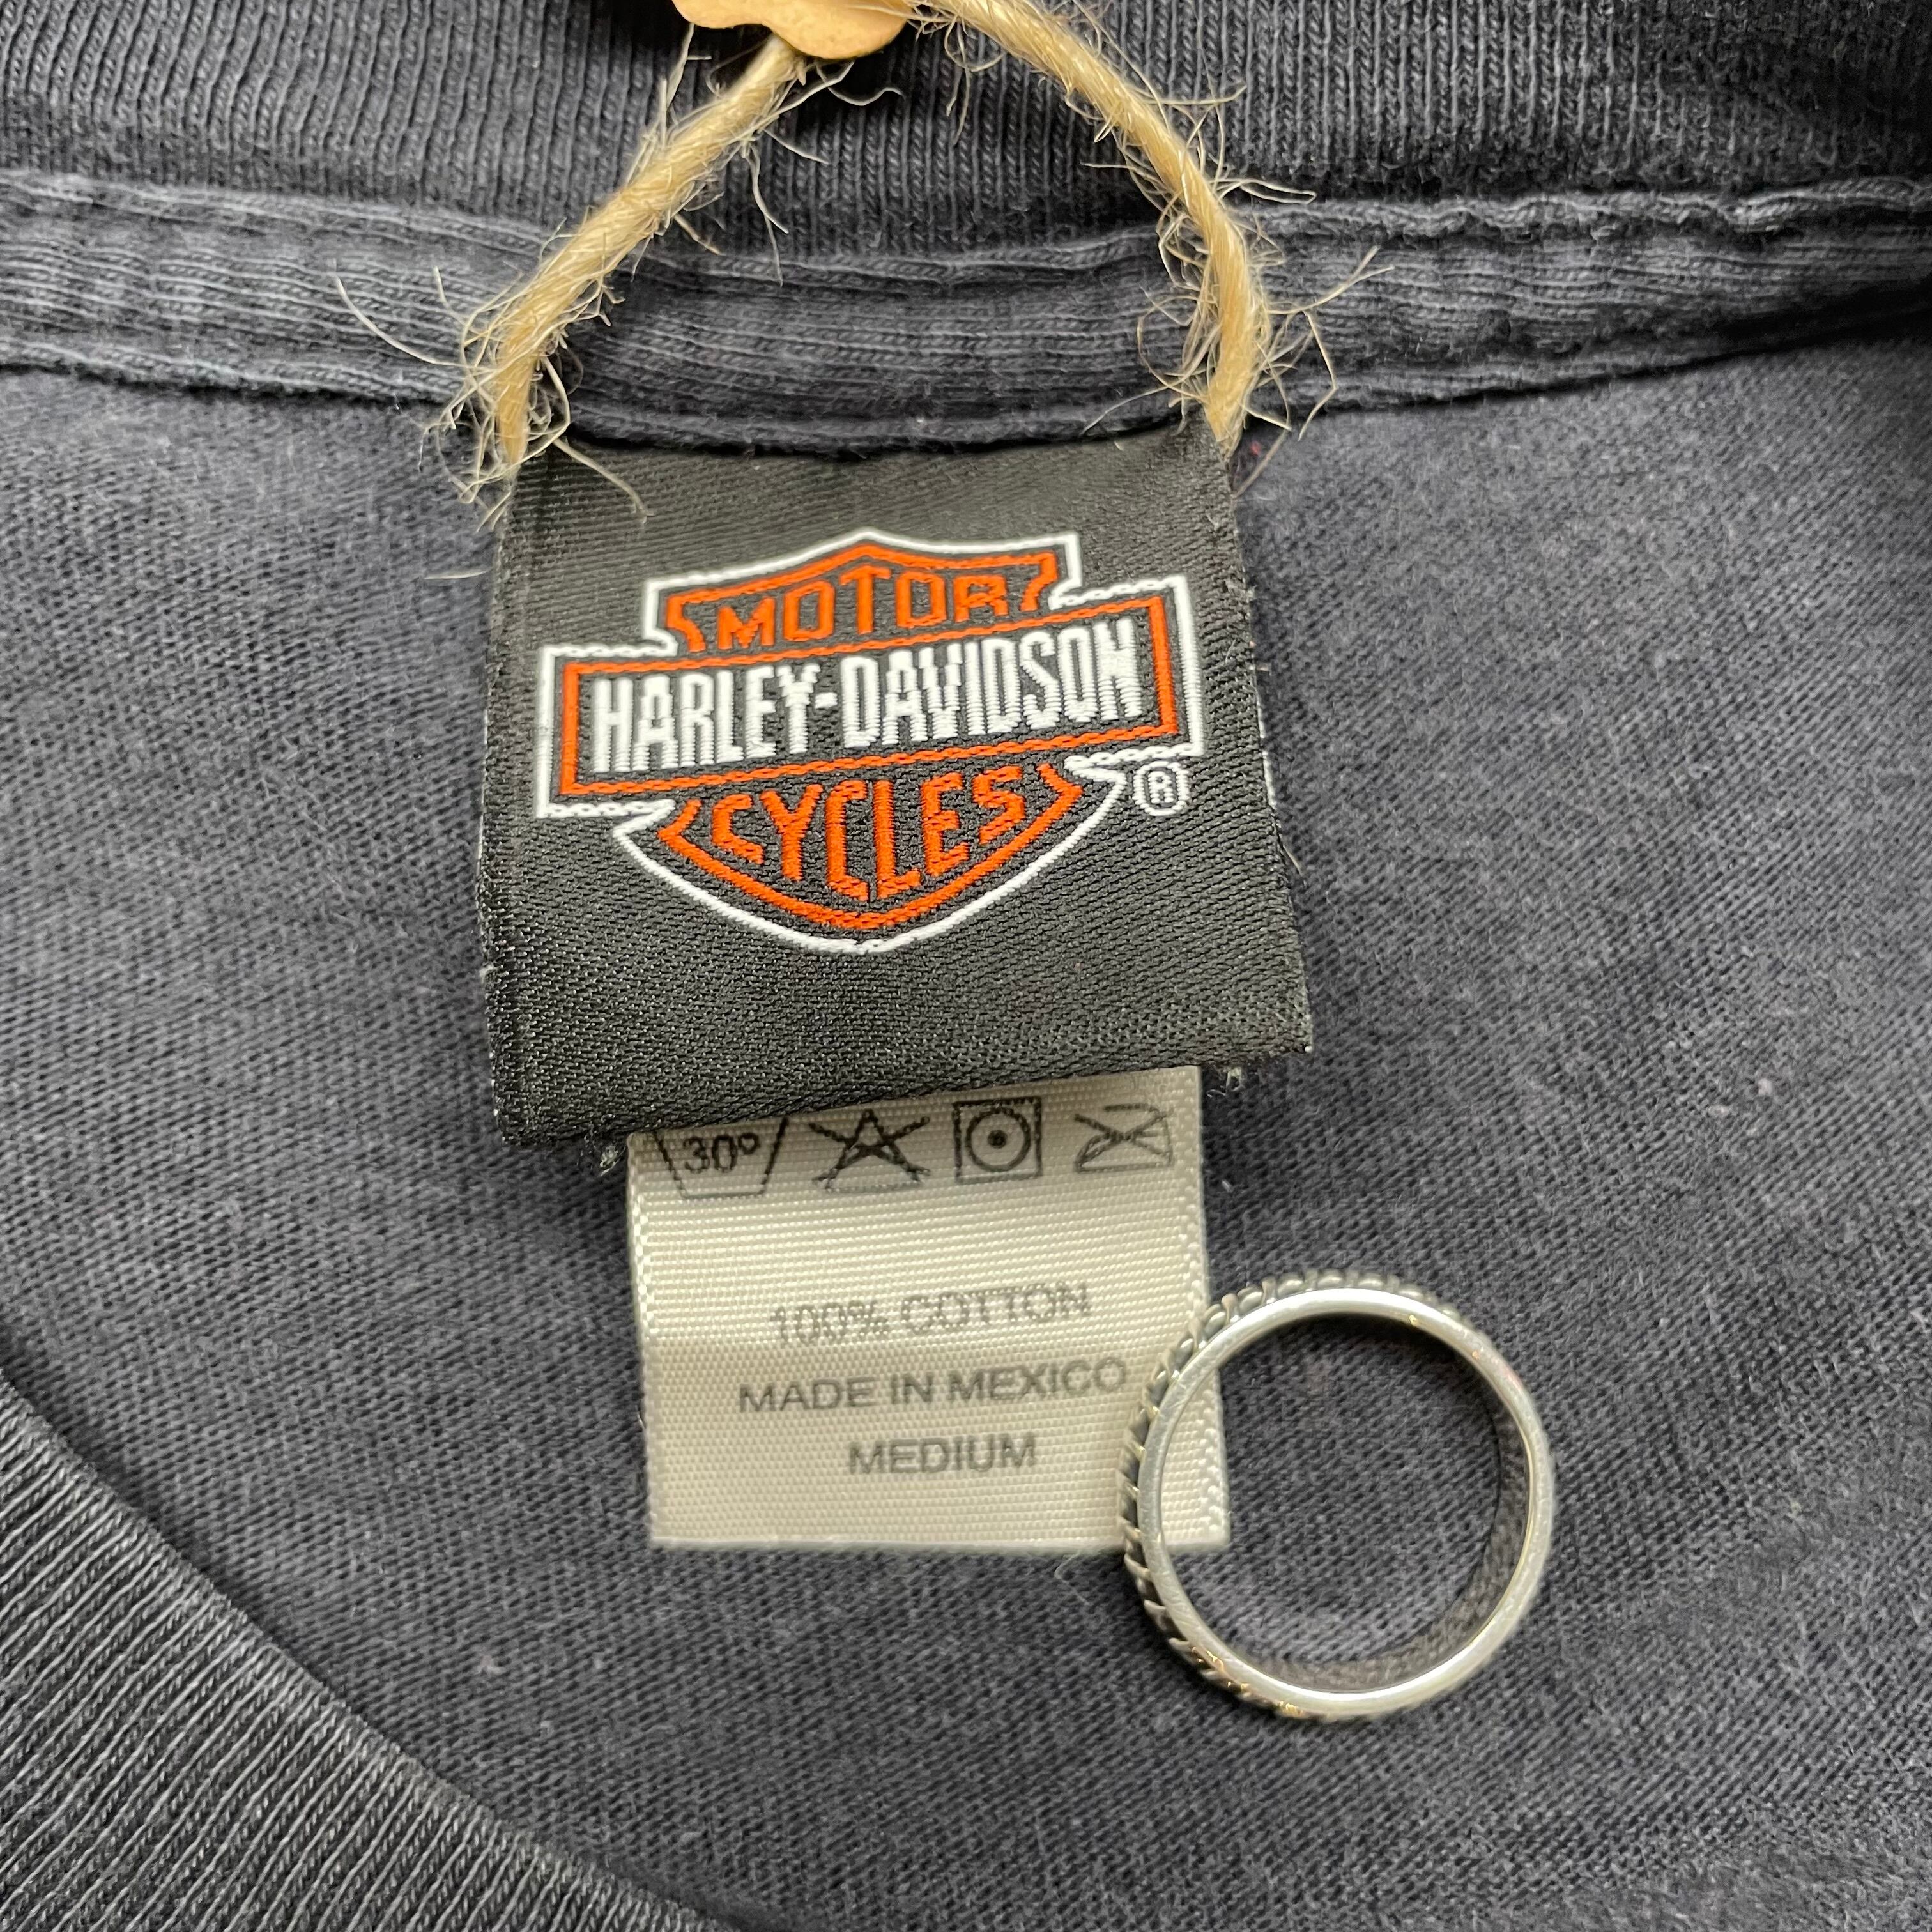 MOTOR
HARLEY-DAVIDSON
CYCLES
®
30°
100% COTTON
MADE IN MEXICO
MEDIUM